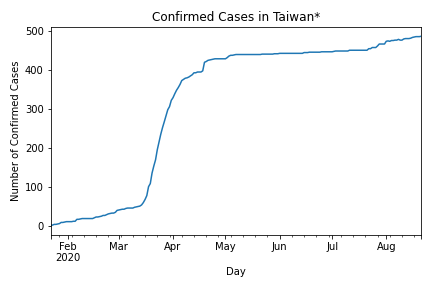 Confirmed Cases in Taiwan*
500
400
300
200
100
0
Number of Confirmed Cases
Feb Mar Apr May Jun Jul Aug
2020
Day